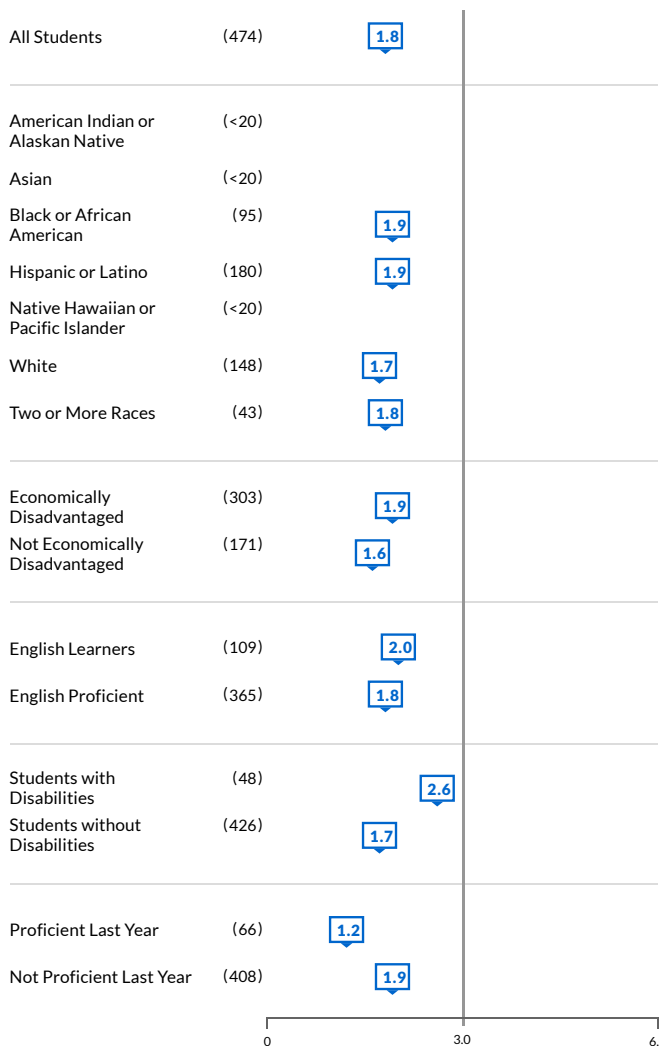 All Students (474) 1.8
American Indian or (<20)
Alaskan Native
Asian (<20)
Black or African (95) 1.9
American
Hispanic or Latino (180) 1.9
Native Hawaiian or (<20)
Pacific Islander
White (148) 1.7
Two or More Races (43) 1.8
Economically (303) 1.9
Disadvantaged
Not Economically (171) 1.6
Disadvantaged
English Learners (109) 2.0
English Proficient (365) 1.8
Students with (48) 2.6
Disabilities
Students without (426) 1.7
Disabilities
Proficient Last Year (66) 1.2
Not Proficient Last Year (408) 1.9
0 3.0 6.